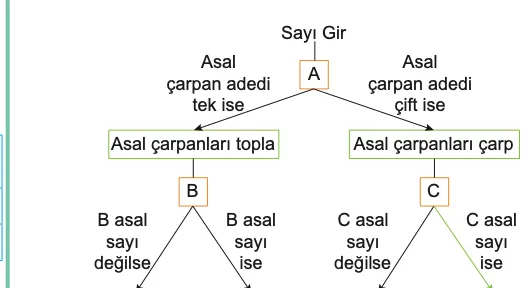 Sayı Gir
Asal
çarpan adedi
tek ise
A
Asal
çarpan adedi
çift ise
Asal çarpanları topla
Asal çarpanları çarp
B
C
B asal
sayı
değilse
B asal
sayı
ise
C asal
sayı
değilse
C asal
sayı
ise